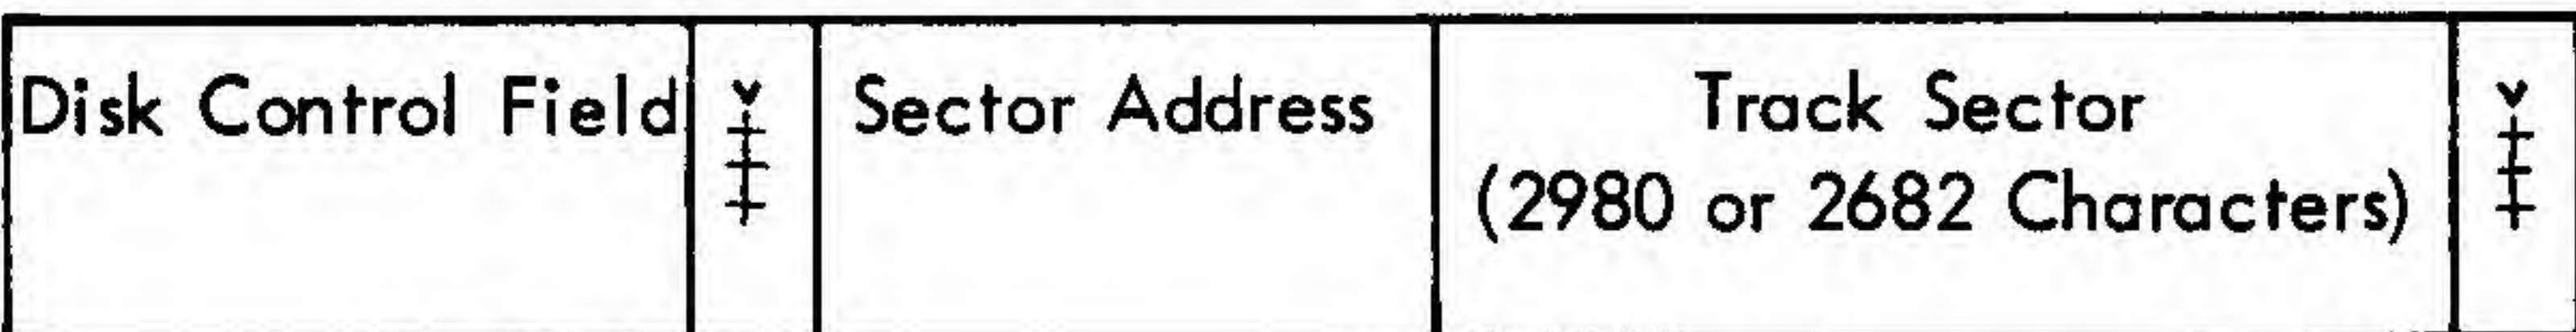 Disk Control Field
⯒̌
Sector Address
Track Sector
(2980 or 2682 Characters)
⯒̌